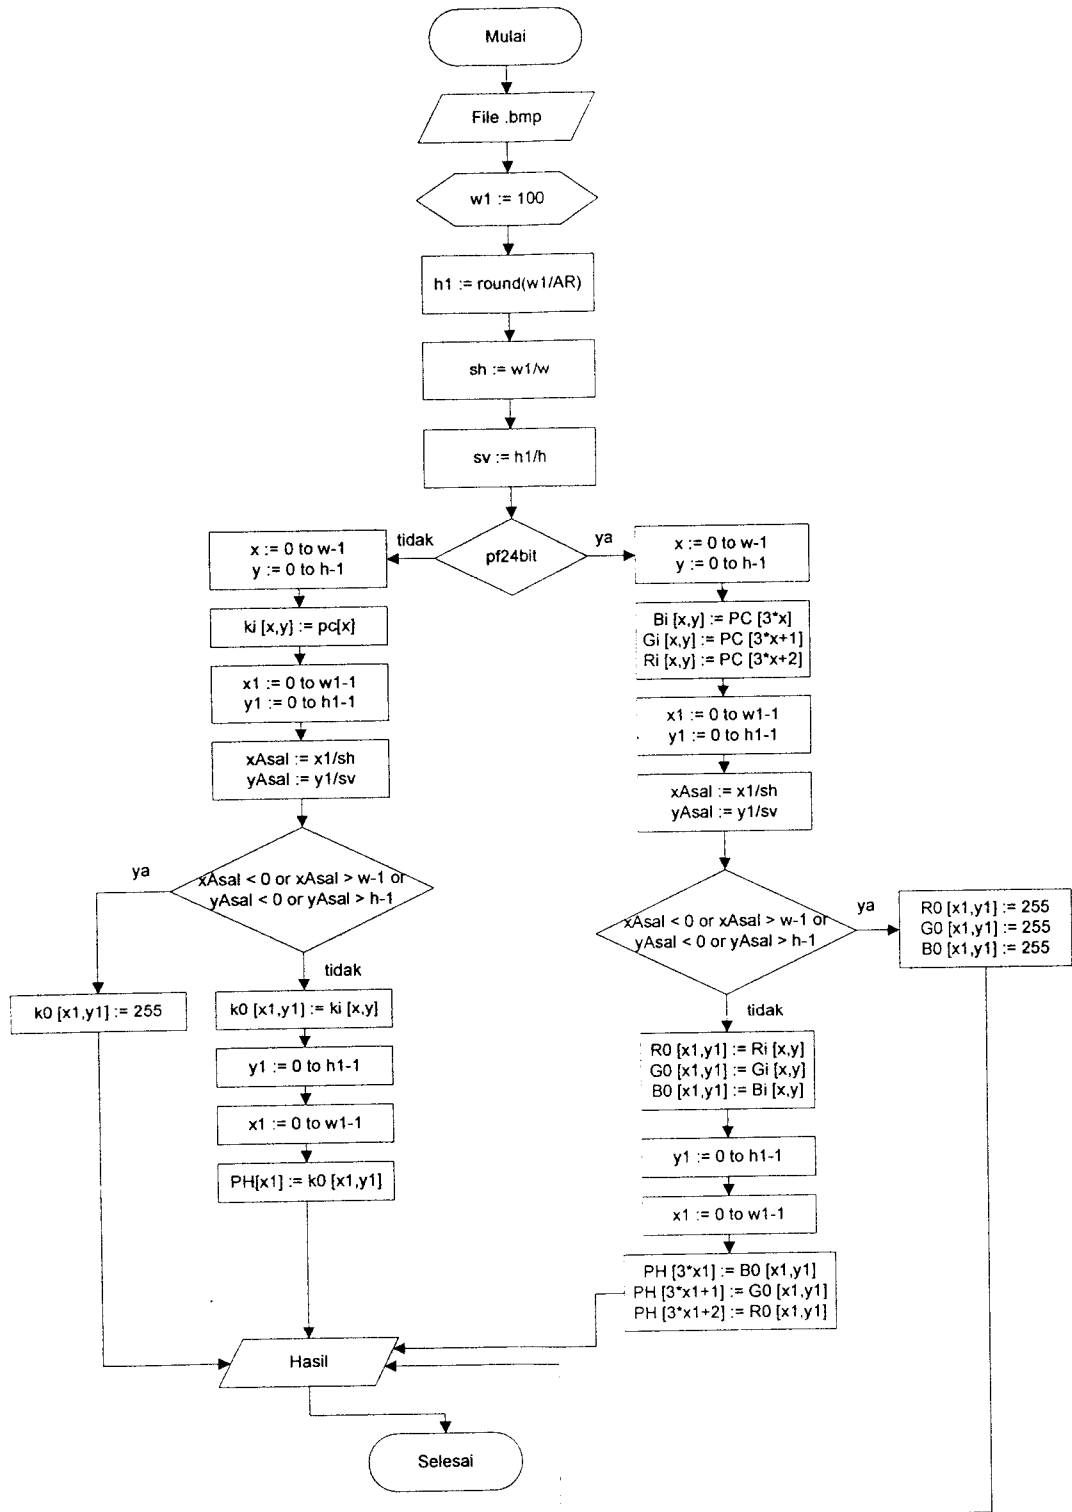 Mulai
File .bmp
w1 := 100
h1 := round(w1/AR)
sh := w1/w
sv := h1/h
pf24bit
tidak
ya
x := 0 to w-1
y := 0 to h-1
ki [x,y] := pc[x]
x1 := 0 to w1-1
y1 := 0 to h1-1
xAsal := x1/sh
yAsal := y1/sv
xAsal < 0 or xAsal > w-1 or
yAsal < 0 or yAsal > h-1
ya
k0 [x1,y1] := 255
tidak
k0 [x1,y1] := ki [x,y]
y1 := 0 to h1-1
x1 := 0 to w1-1
PH[x1] := k0 [x1,y1]
x := 0 to w-1
y := 0 to h-1
Bi [x,y] := PC [3*x]
Gi [x,y] := PC [3*x+1]
Ri [x,y] := PC [3*x+2]
x1 := 0 to w1-1
y1 := 0 to h1-1
xAsal := x1/sh
yAsal := y1/sv
xAsal < 0 or xAsal > w-1 or
yAsal < 0 or yAsal > h-1
ya
R0 [x1,y1] := 255
G0 [x1,y1] := 255
B0 [x1,y1] := 255
tidak
R0 [x1,y1] := Ri [x,y]
G0 [x1,y1] := Gi [x,y]
B0 [x1,y1] := Bi [x,y]
y1 := 0 to h1-1
x1 := 0 to w1-1
PH [3*x1] := B0 [x1,y1]
PH [3*x1+1] := G0 [x1,y1]
PH [3*x1+2] := R0 [x1,y1]
Hasil
Selesai